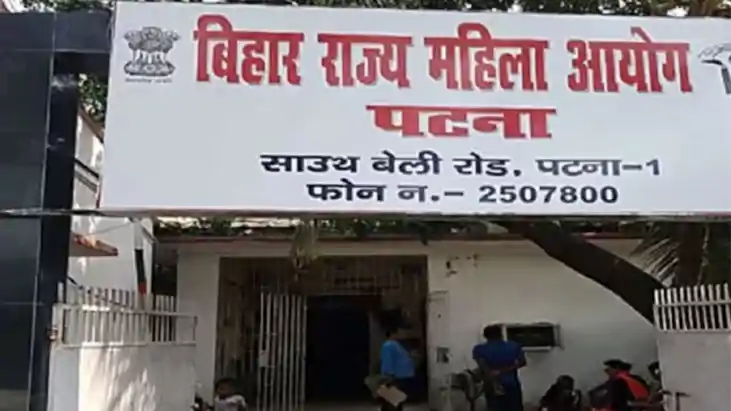 बिहार राज्य महिला आयोग
पटना
साउथ बेली रोड, पटना-1
फोन न.- 2507800